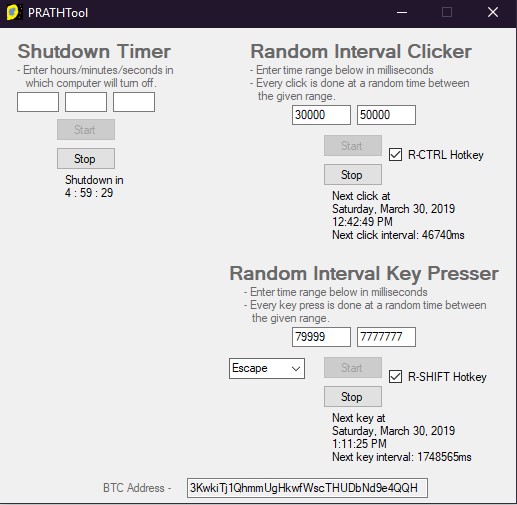 PRATHTool
Shutdown Timer
- Enter hours/minutes/seconds in
which computer will turn off.
Start
Stop
Shutdown in
4 : 59 : 29
Random Interval Clicker
- Enter time range below in milliseconds
- Every click is done at a random time between
the given range.
30000 50000
Start
R-CTRL Hotkey
Stop
Next click at
Saturday, March 30, 2019
12:42:49 PM
Next click interval: 46740ms
Random Interval Key Presser
- Enter time range below in milliseconds
- Every key press is done at a random time between
the given range.
79999 7777777
Escape Start
R-SHIFT Hotkey
Stop
Next key at
Saturday, March 30, 2019
1:11:25 PM
Next key interval: 1748565ms
BTC Address - 3KwkiTj1QhmmUgHkwfWscTHUDbNd9e4QQH